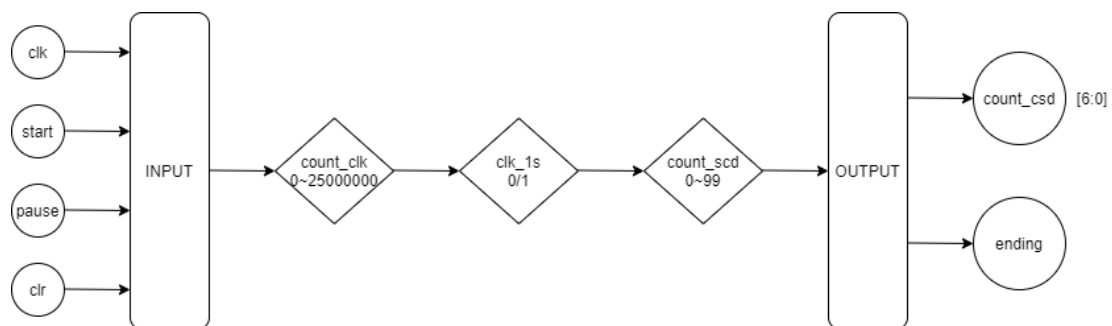 clk
start
pause
clr
INPUT
count_clk
0~25000000
clk_1s
0/1
count_scd
0~99
OUTPUT
count_csd
[6:0]
ending